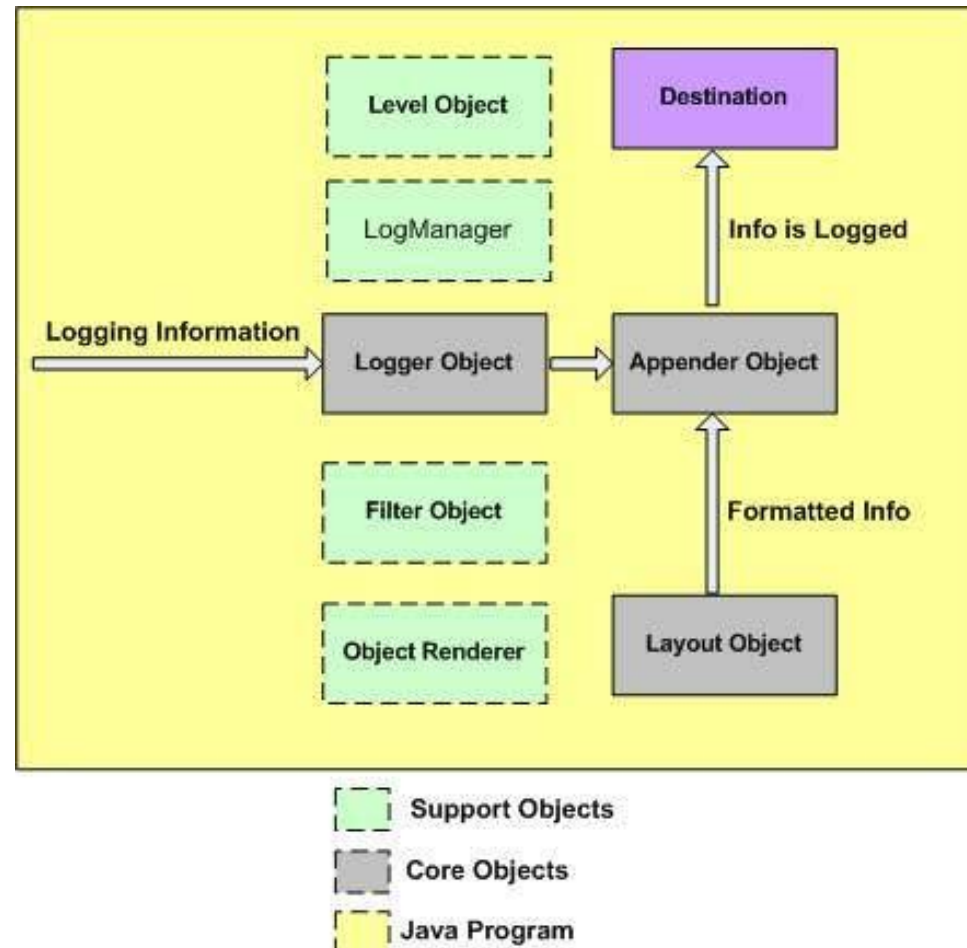 Level Object
Destination
LogManager
Info is Logged
Logging Information
Logger Object
Appender Object
Filter Object
Formatted Info
Object Renderer
Layout Object
Support Objects
Core Objects
Java Program